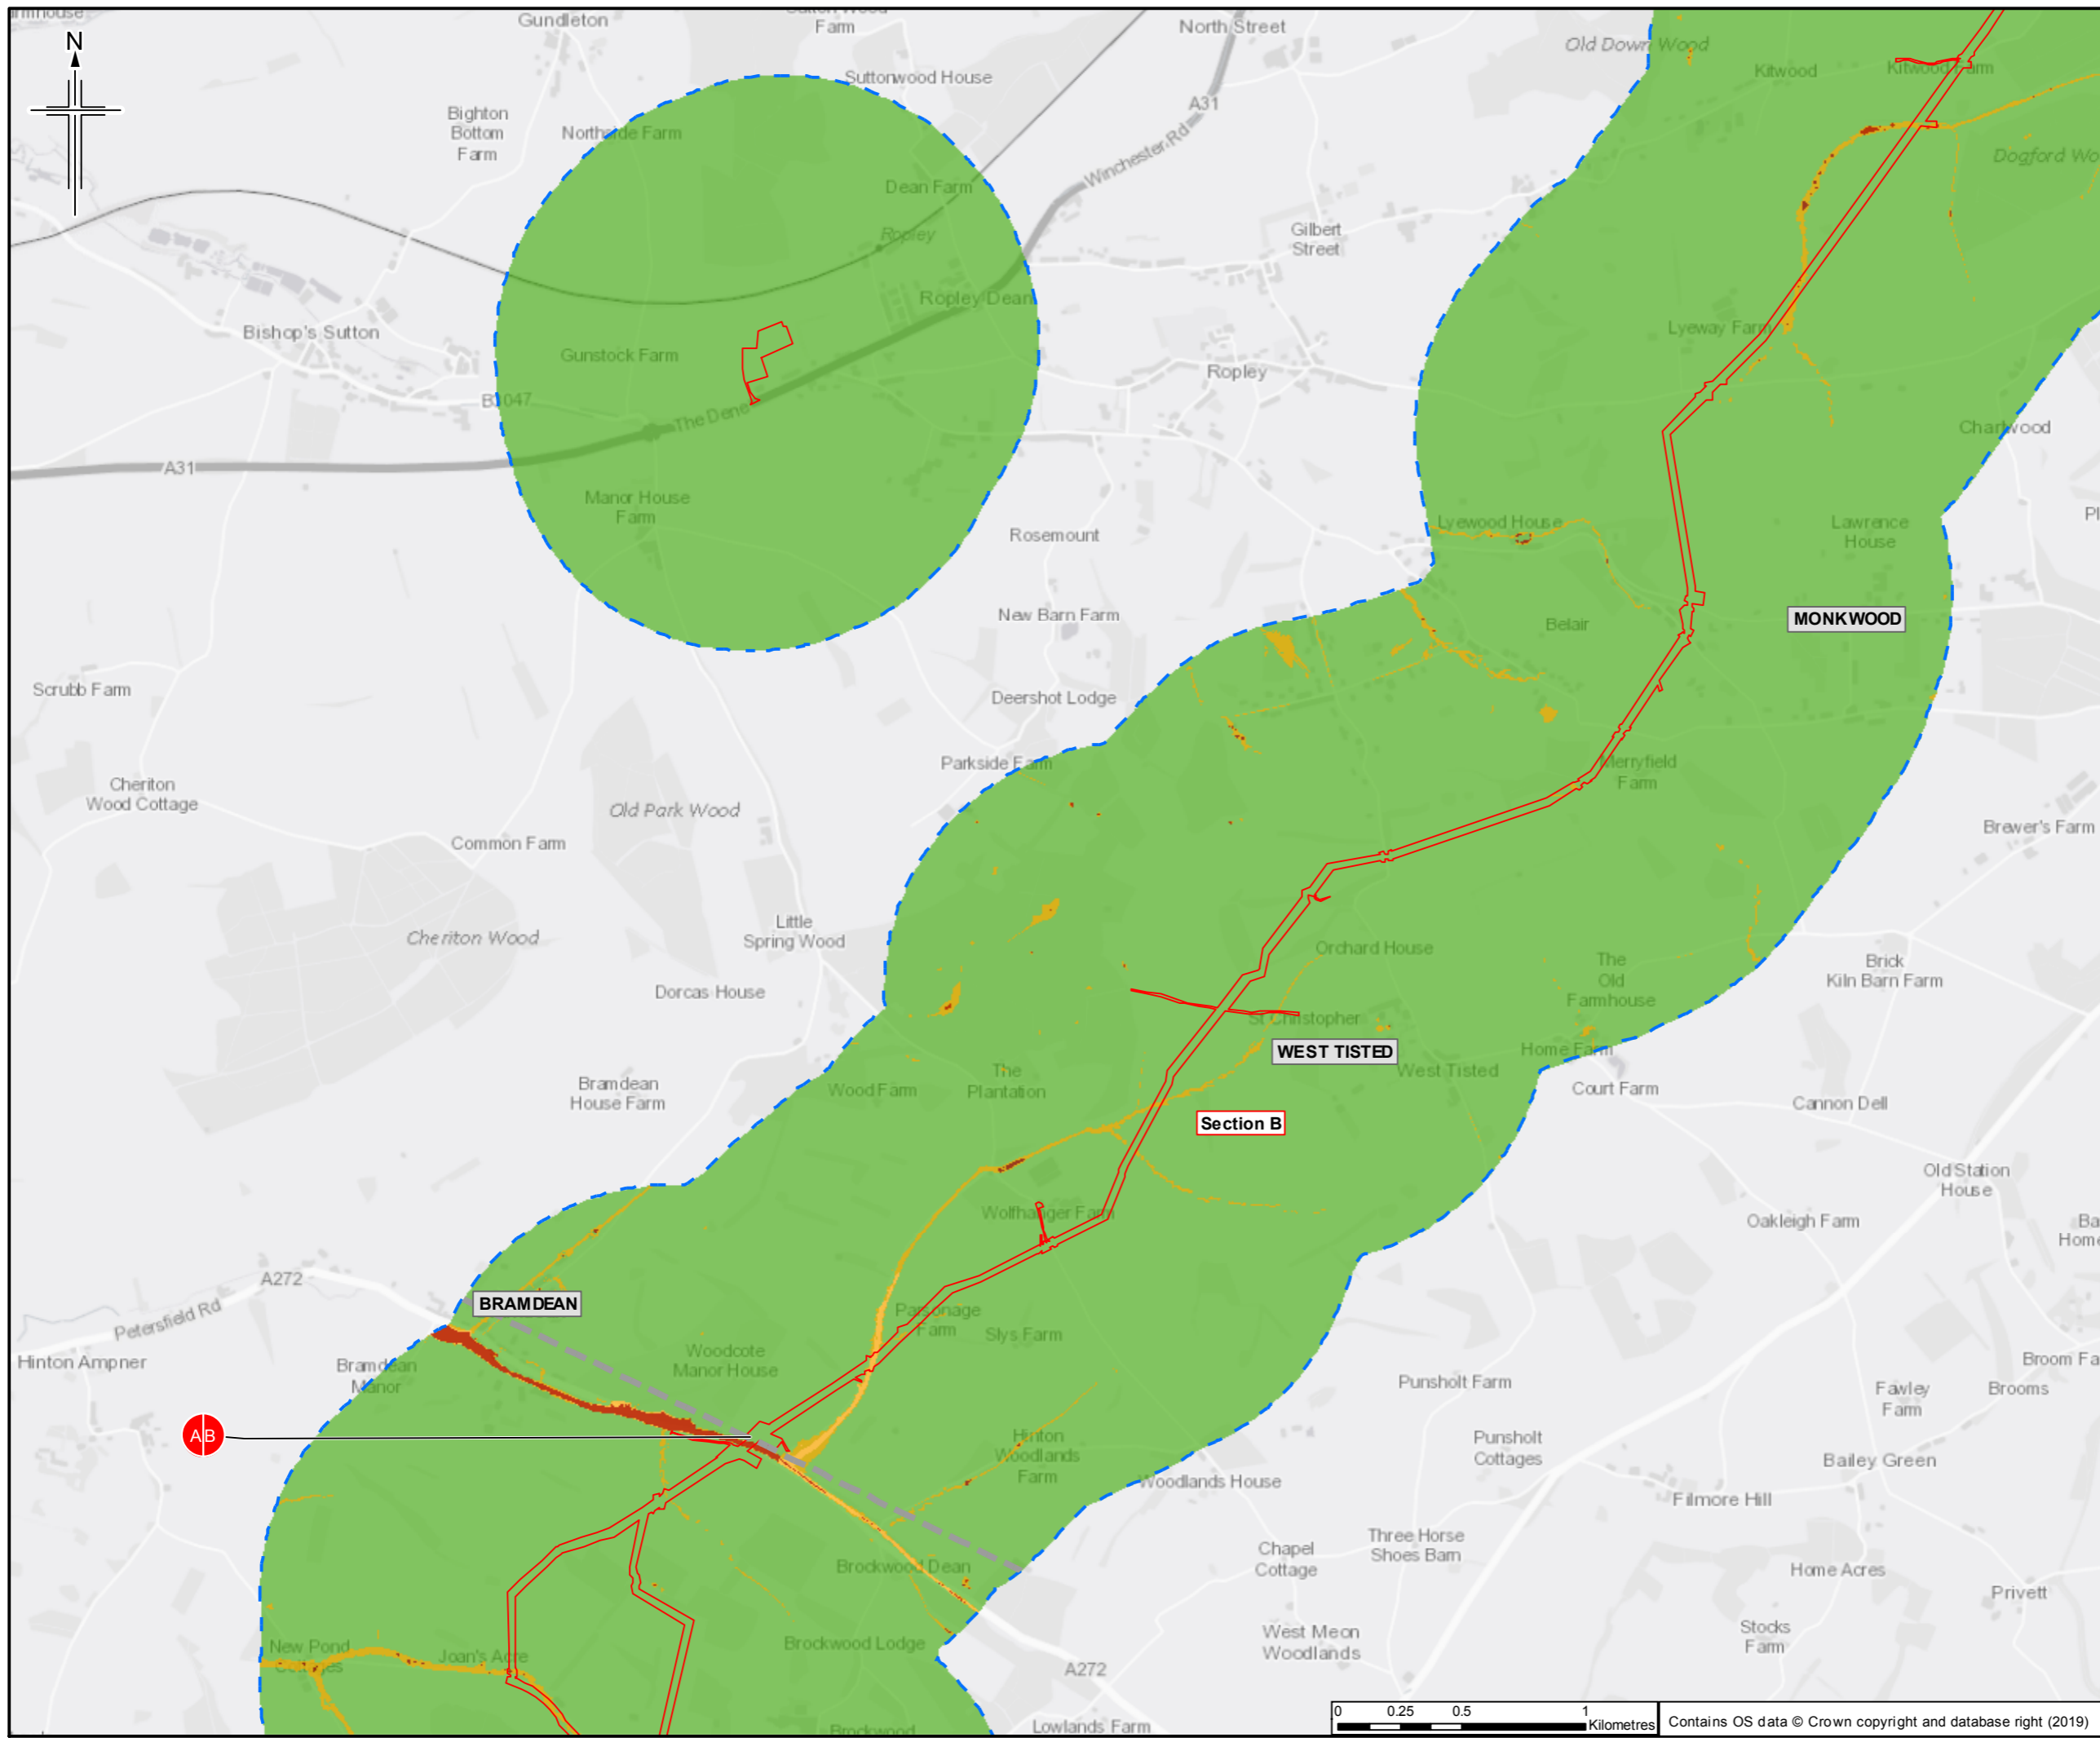 Gundleton
Farm
North Street
Old Down Wood
Kitwood
Kitwood Farm
N
Suttonwood House
A31
Bighton
Bottom
Farm
Northside Farm
Winchester Rd
Dogford Wo
Dean Farm
Ropley
Gilbert
Street
Ropley Dean
Bishop's Sutton
Gunstock Farm
Lyeway Farm
Ropley
The Dene
Chartwood
A31
Manor House
Farm
Lyewood House
Lawrence
House
Pl
Rosemount
New Barn Farm
Belair
MONKWOOD
Scrubb Farm
Deershot Lodge
Parkside Farm
Merryfield
Farm
Cheriton
Wood Cottage
Old Park Wood
Common Farm
Brewer's Farm
Little
Spring Wood
Cheriton Wood
Orchard House
The
Old
Farmhouse
Brick
Kiln Barn Farm
Dorcas House
St Christopher
WEST TISTED
Home Farm
West Tisted
Court Farm
Cannon Dell
Bramdean
House Farm
Wood Farm
The
Plantation
Section B
Old Station
House
Wolfhanger Farm
Oakleigh Farm
Ba
Home
A272
BRAMDEAN
Petersfield Rd
Parsonage
Farm
Slys Farm
Hinton Ampner
Bramdean
Manor
Woodcote
Manor House
Broom Fa
Punsholt Farm
Fawley
Farm
Brooms
A|B
Hinton
Woodlands
Farm
Punsholt
Cottages
Bailey Green
Woodlands House
Filmore Hill
Three Horse
Shoes Barn
Chapel
Cottage
Brockwood Dean
Home Acres
Privett
New Pond
Cottages
Joan's Acre
Brockwood Lodge
West Meon
Woodlands
Stocks
Farm
A272
Brockwood
Lowlands Farm
0 0.25 0.5 1
Kilometres
Contains OS data © Crown copyright and database right (2019)